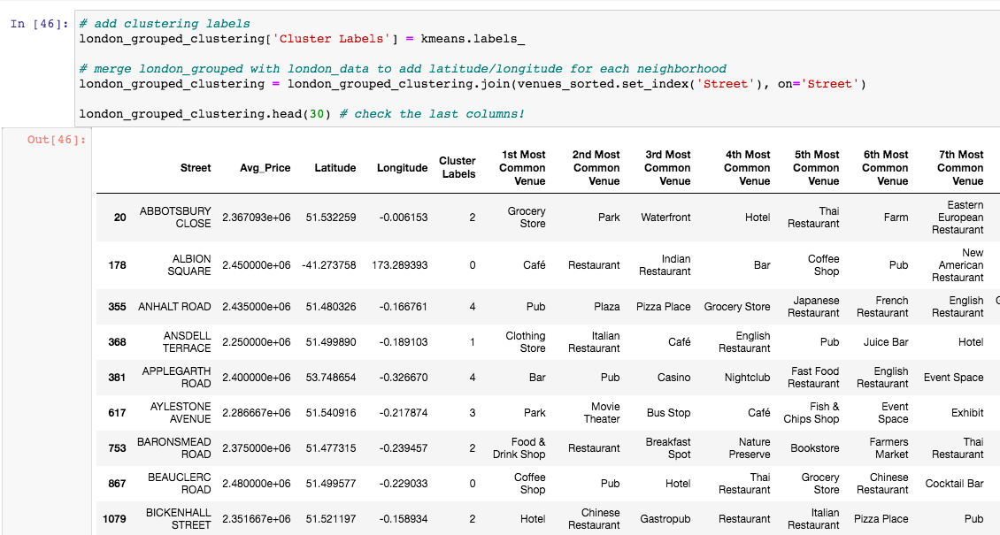 In [46]: # add clustering labels
london_grouped_clustering['Cluster Labels'] = kmeans.labels_
# merge london_grouped with london_data to add latitude/longitude for each neighborhood
london_grouped_clustering = london_grouped_clustering.join(venues_sorted.set_index('Street'), on='Street')
london_grouped_clustering.head(30) # check the last columns!
Out[46]:
Street Avg_Price Latitude Longitude Cluster Labels 1st Most Common Venue 2nd Most Common Venue 3rd Most Common Venue 4th Most Common Venue 5th Most Common Venue 6th Most Common Venue 7th Most Common Venue
20 ABBOTSBURY CLOSE 2.367093e+06 51.532259 -0.006153 2 Grocery Store Park Waterfront Hotel Thai Restaurant Farm Eastern European Restaurant
178 ALBION SQUARE 2.450000e+06 -41.273758 173.289393 0 Café Restaurant Indian Restaurant Bar Coffee Shop Pub New American Restaurant
355 ANHALT ROAD 2.435000e+06 51.480326 -0.166761 4 Pub Plaza Pizza Place Grocery Store Japanese Restaurant French Restaurant English Restaurant
368 ANSDELL TERRACE 2.250000e+06 51.499890 -0.189103 1 Clothing Store Italian Restaurant Café English Restaurant Pub Juice Bar Hotel
381 APPLEGARTH ROAD 2.400000e+06 53.748654 -0.326670 4 Bar Pub Casino Nightclub Fast Food Restaurant English Restaurant Event Space
617 AYLESTONE AVENUE 2.286667e+06 51.540916 -0.217874 3 Park Movie Theater Bus Stop Café Fish & Chips Shop Event Space Exhibit
753 BARONSMEAD ROAD 2.375000e+06 51.477315 -0.239457 2 Food & Drink Shop Restaurant Breakfast Spot Nature Preserve Bookstore Farmers Market Thai Restaurant
867 BEAUCLERC ROAD 2.480000e+06 51.499577 -0.229033 0 Coffee Shop Pub Hotel Thai Restaurant Grocery Store Chinese Restaurant Cocktail Bar
1079 BICKENHALL STREET 2.351667e+06 51.521197 -0.158934 2 Hotel Chinese Restaurant Gastropub Restaurant Italian Restaurant Pizza Place Pub